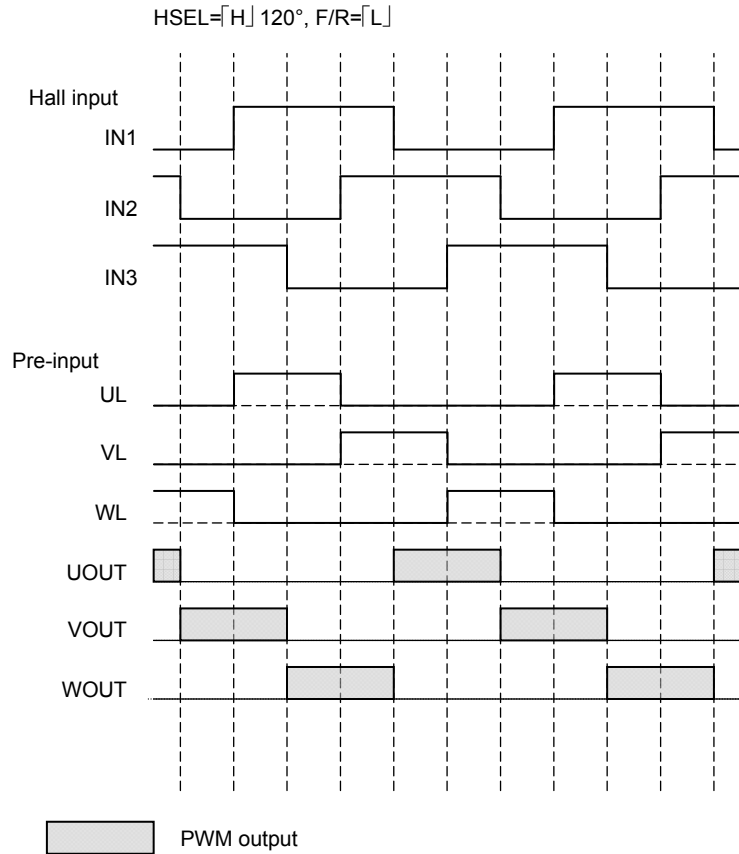 HSEL=「H」 120°, F/R=「L」
Hall input
IN1
IN2
IN3
Pre-input
UL
VL
WL
UOUT
VOUT
WOUT
PWM output